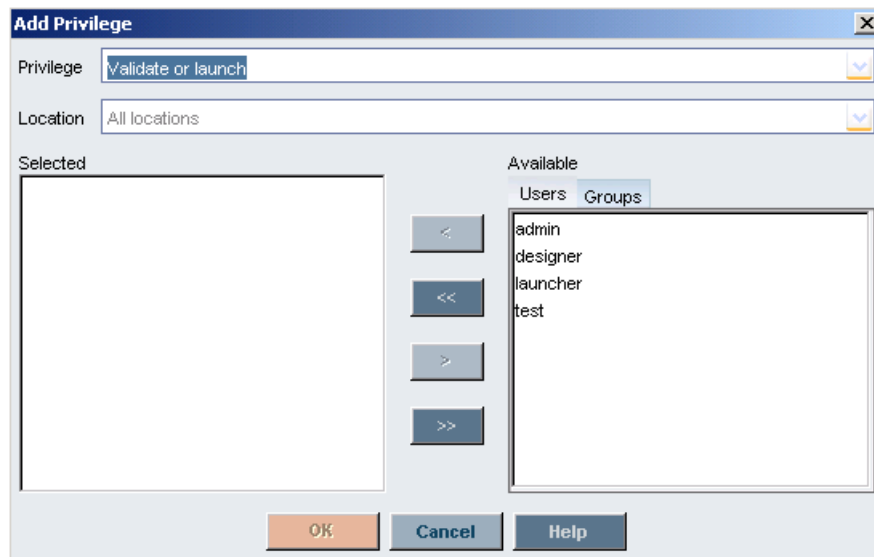 Add Privilege
Privilege Validate or launch
Location All locations
Selected
Available
Users Groups
admin
designer
launcher
test
<
<<
>
>>
OK Cancel Help